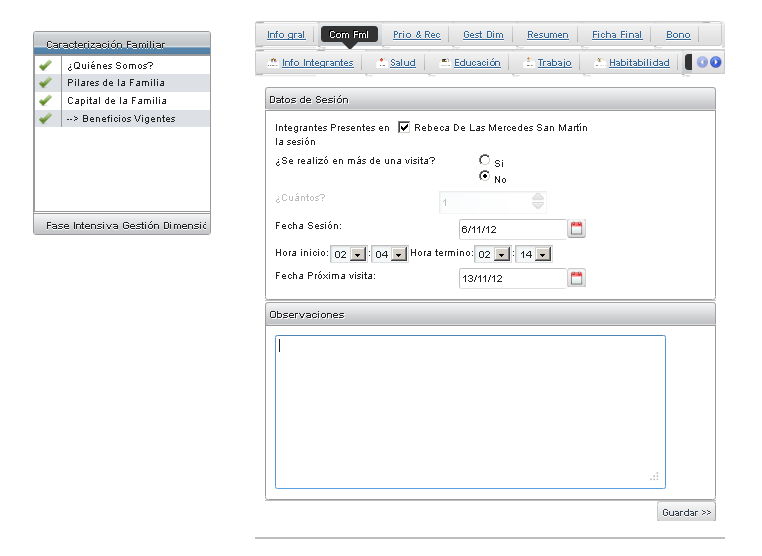 Caracterización Familiar
¿Quiénes Somos?
Pilares de la Familia
Capital de la Familia
--> Beneficios Vigentes
Fase Intensiva Gestión Dimensió
Info gral Com Fml Prio & Rec Gest Dim Resumen Ficha Final Bono
Info Integrantes Salud Educación Trabajo Habitabilidad
Datos de Sesión
Integrantes Presentes en Rebeca De Las Mercedes San Martín
la sesión
¿Se realizó en más de una visita? Si
No
¿Cuántos? 1
Fecha Sesión: 6/11/12
Hora inicio: 02 : 04 Hora termino: 02 : 14
Fecha Próxima visita: 13/11/12
Observaciones
Guardar >>